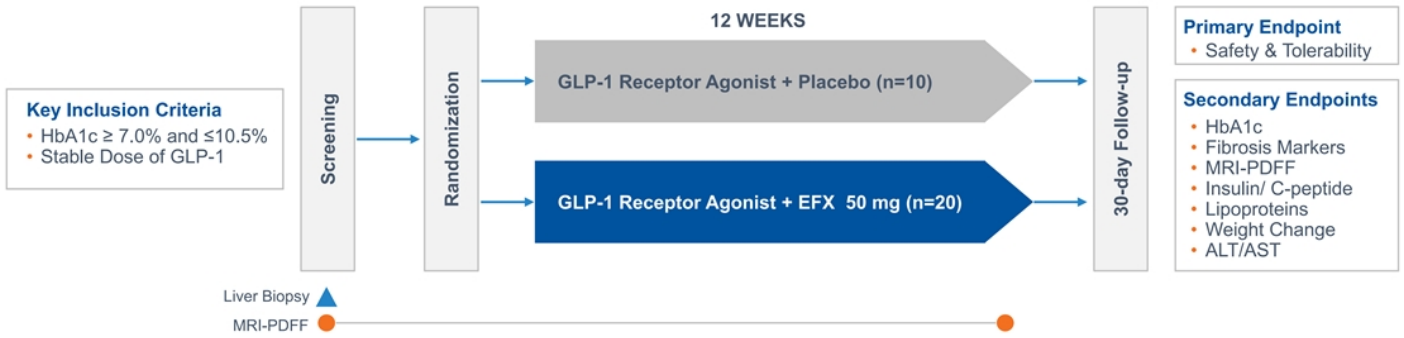 12 WEEKS
Key Inclusion Criteria
• HbA1c ≥ 7.0% and ≤10.5%
• Stable Dose of GLP-1
Screening
Randomization
GLP-1 Receptor Agonist + Placebo (n=10)
GLP-1 Receptor Agonist + EFX 50 mg (n=20)
30-day Follow-up
Primary Endpoint
• Safety & Tolerability
Secondary Endpoints
• HbA1c
• Fibrosis Markers
• MRI-PDFF
• Insulin/ C-peptide
• Lipoproteins
• Weight Change
• ALT/AST
Liver Biopsy
MRI-PDFF